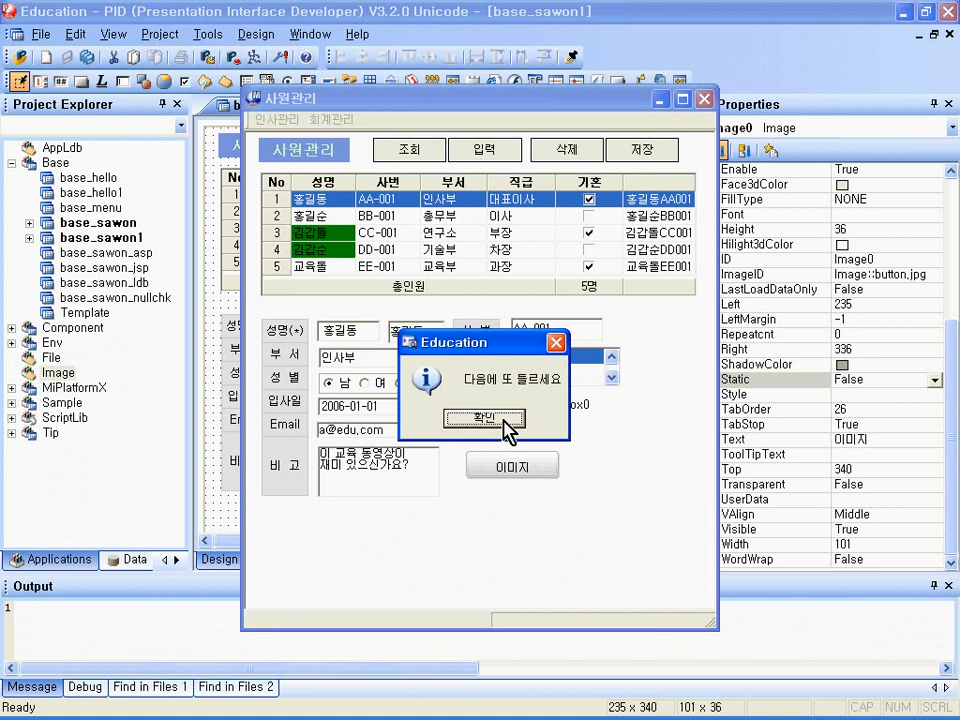 Education - PID (Presentation Interface Developer) V3.2.0 Unicode - [base_sawon1]
File Edit View Project Tools Design Window Help
Project Explorer
AppLdb
Base
base_hello
base_hello1
base_menu
base_sawon
base_sawon1
base_sawon_asp
base_sawon_jsp
base_sawon_ldb
base_sawon_nullchk
Template
Component
Env
File
Image
MiPlatformX
Sample
ScriptLib
Tip
Applications Data
Design
사원관리
인사관리 회계관리
사원관리 조회 입력 삭제 저장
No 성명 사번 부서 직급 기혼
1 홍길동 AA-001 인사부 대표이사 홍길동AA001
2 홍길순 BB-001 총무부 이사 홍길순BB001
3 김갑돌 CC-001 연구소 부장 김갑돌CC001
4 김갑순 DD-001 기술부 차장 김갑순DD001
5 교육돌 EE-001 교육부 과장 교육돌EE001
총인원 5명
성명(*) 홍길동
부 서 인사부
성 별 남 여
입사일 2006-01-01
Email a@edu.com
비 고 이 교육 동영상이
재미 있으신가요?
이미지
Education
다음에 또 들르세요
확인
Properties
Image0 Image
Enable True
Face3dColor
FillType NONE
Font
Height 36
Hilight3dColor
ID Image0
ImageID Image::button.jpg
LastLoadDataOnly False
Left 235
LeftMargin -1
Repeatcnt 0
Right 336
ShadowColor
Static False
Style
TabOrder 26
TabStop True
Text 이미지
ToolTipText
Top 340
Transparent False
UserData
VAlign Middle
Visible True
Width 101
WordWrap False
Output
1
Message Debug Find in Files 1 Find in Files 2
Ready 235 x 340 101 x 36 CAP NUM SCRL